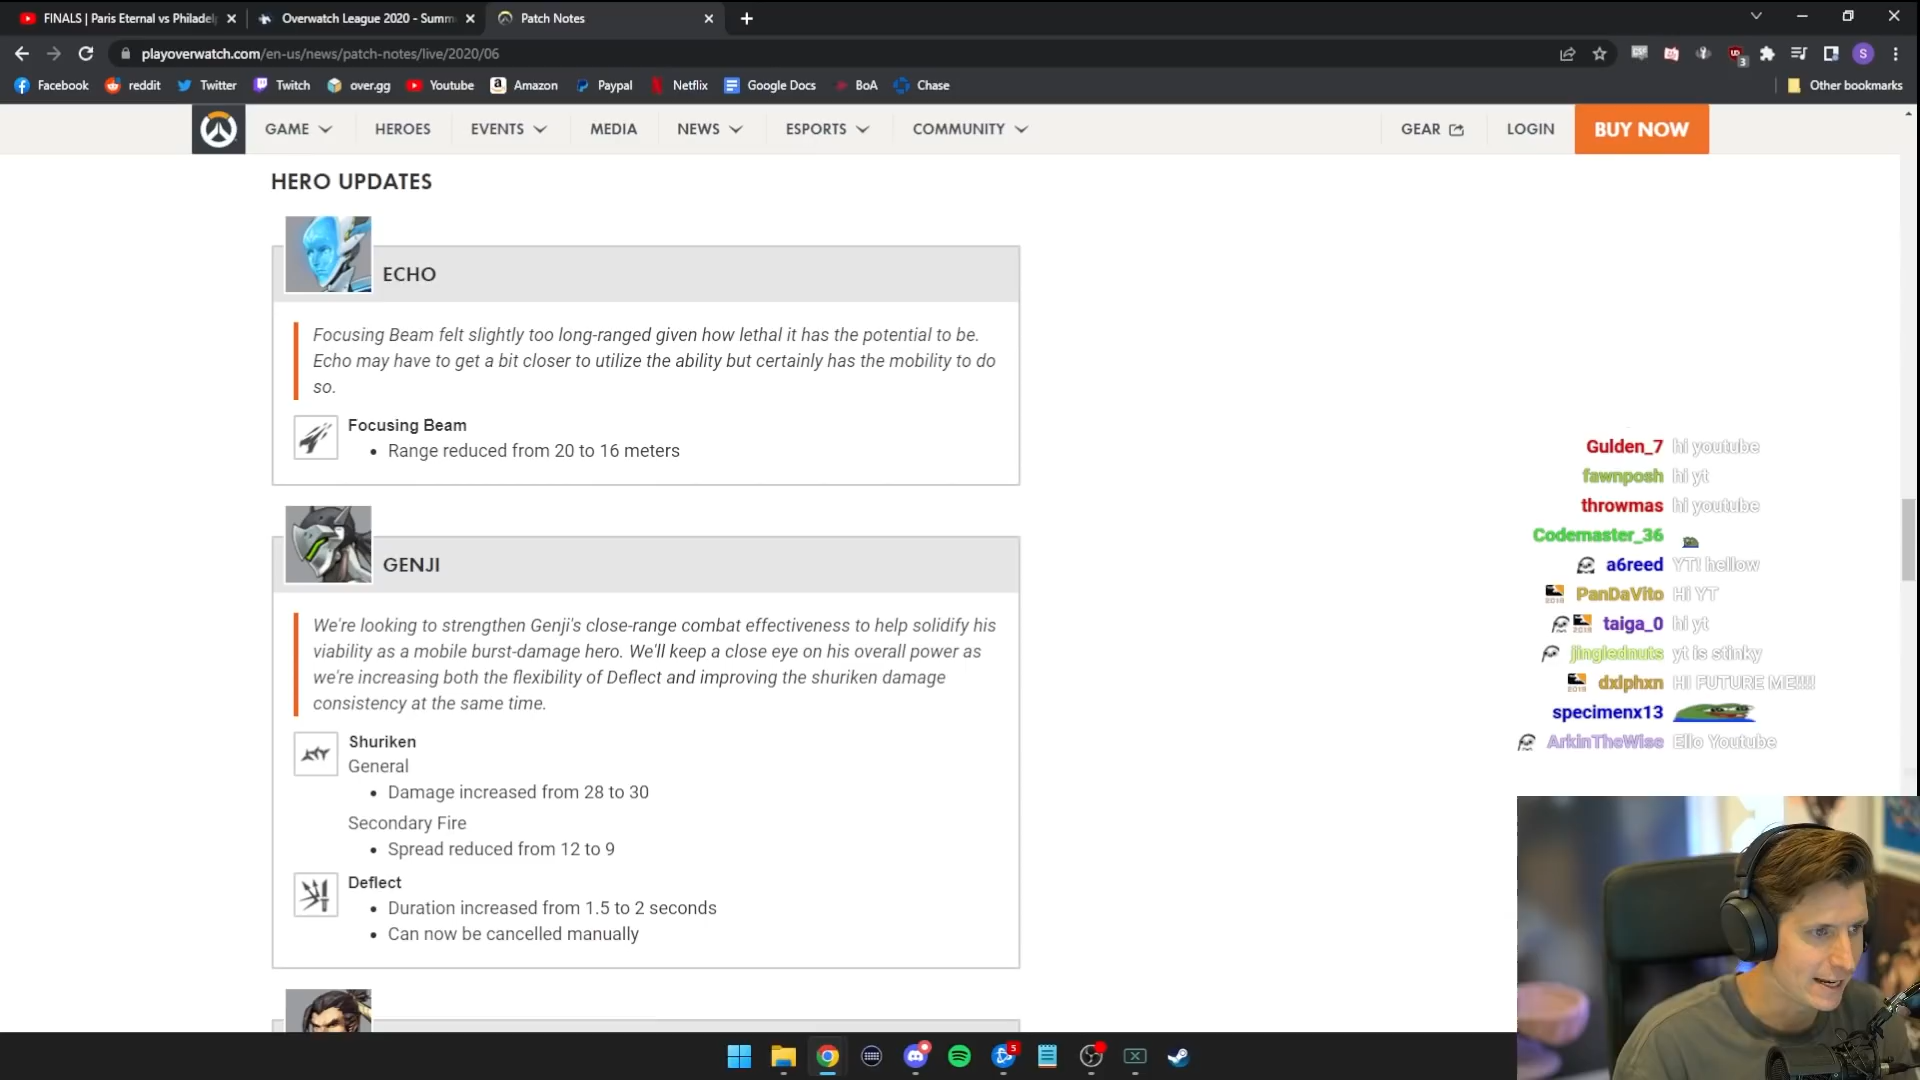 FINALS | Paris Eternal vs Philadel
Overwatch League 2020 - Summ
Patch Notes
playoverwatch.com/en-us/news/patch-notes/live/2020/06
Facebook
reddit
Twitter
Twitch
over.gg
Youtube
Amazon
Paypal
Netflix
Google Docs
BoA
Chase
Other bookmarks
GAME
HEROES
EVENTS
MEDIA
NEWS
ESPORTS
COMMUNITY
GEAR
LOGIN
BUY NOW
HERO UPDATES
ECHO
Focusing Beam felt slightly too long-ranged given how lethal it has the potential to be.
Echo may have to get a bit closer to utilize the ability but certainly has the mobility to do
so.
Focusing Beam
• Range reduced from 20 to 16 meters
GENJI
We're looking to strengthen Genji's close-range combat effectiveness to help solidify his
viability as a mobile burst-damage hero. We'll keep a close eye on his overall power as
we're increasing both the flexibility of Deflect and improving the shuriken damage
consistency at the same time.
Shuriken
General
• Damage increased from 28 to 30
Secondary Fire
• Spread reduced from 12 to 9
Deflect
• Duration increased from 1.5 to 2 seconds
• Can now be cancelled manually
Gulden_7 hi youtube
fawnposh hi yt
throwmas hi youtube
Codemaster_36
a6reed YT! hellow
PanDaVito Hi YT
taiga_0 hi yt
jinglednuts yt is stinky
dxlphxn HI FUTURE ME!!!!
specimenx13
ArkinTheWise Ello Youtube